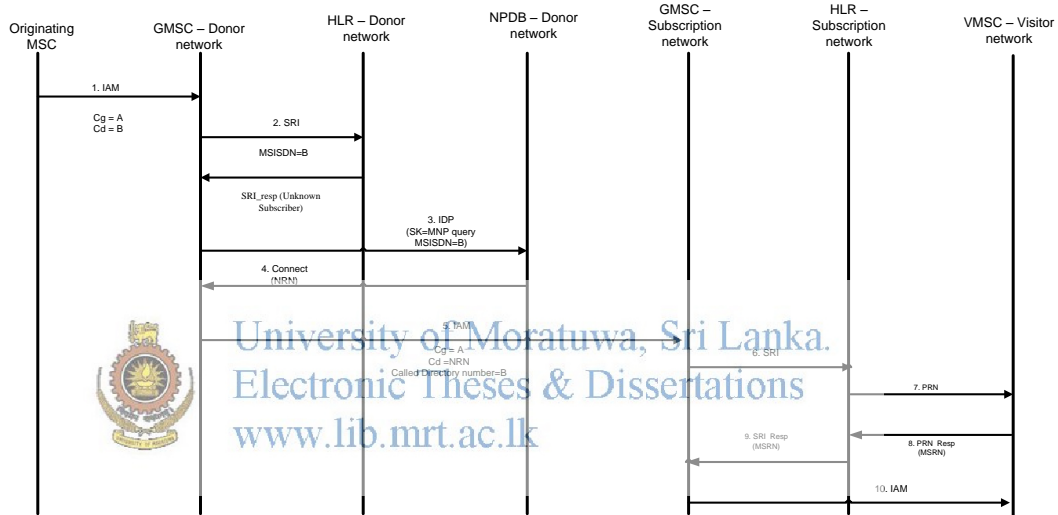 Originating
MSC
GMSC – Donor
network
HLR – Donor
network
NPDB – Donor
network
GMSC –
Subscription
network
HLR –
Subscription
network
VMSC – Visitor
network
1. IAM
Cg = A
Cd = B
2. SRI
MSISDN=B
SRI_resp (Unknown
Subscriber)
3. IDP
(SK=MNP query
MSISDN=B)
4. Connect
(NRN)
5. IAM
Cg = A
Cd =NRN
Called Directory number=B
6. SRI
7. PRN
8. PRN Resp
(MSRN)
9. SRI Resp
(MSRN)
10. IAM
University of Moratuwa, Sri Lanka.
Electronic Theses & Dissertations
www.lib.mrt.ac.lk